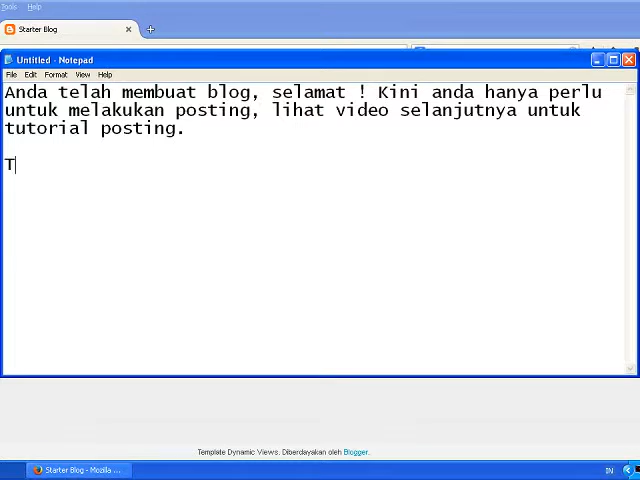 Tools Help
Starter Blog
Untitled - Notepad
File Edit Format View Help
Anda telah membuat blog, selamat ! Kini anda hanya perlu
untuk melakukan posting, lihat video selanjutnya untuk
tutorial posting.
T
Template Dynamic Views. Diberdayakan oleh Blogger.
Starter Blog - Mozilla ...
IN